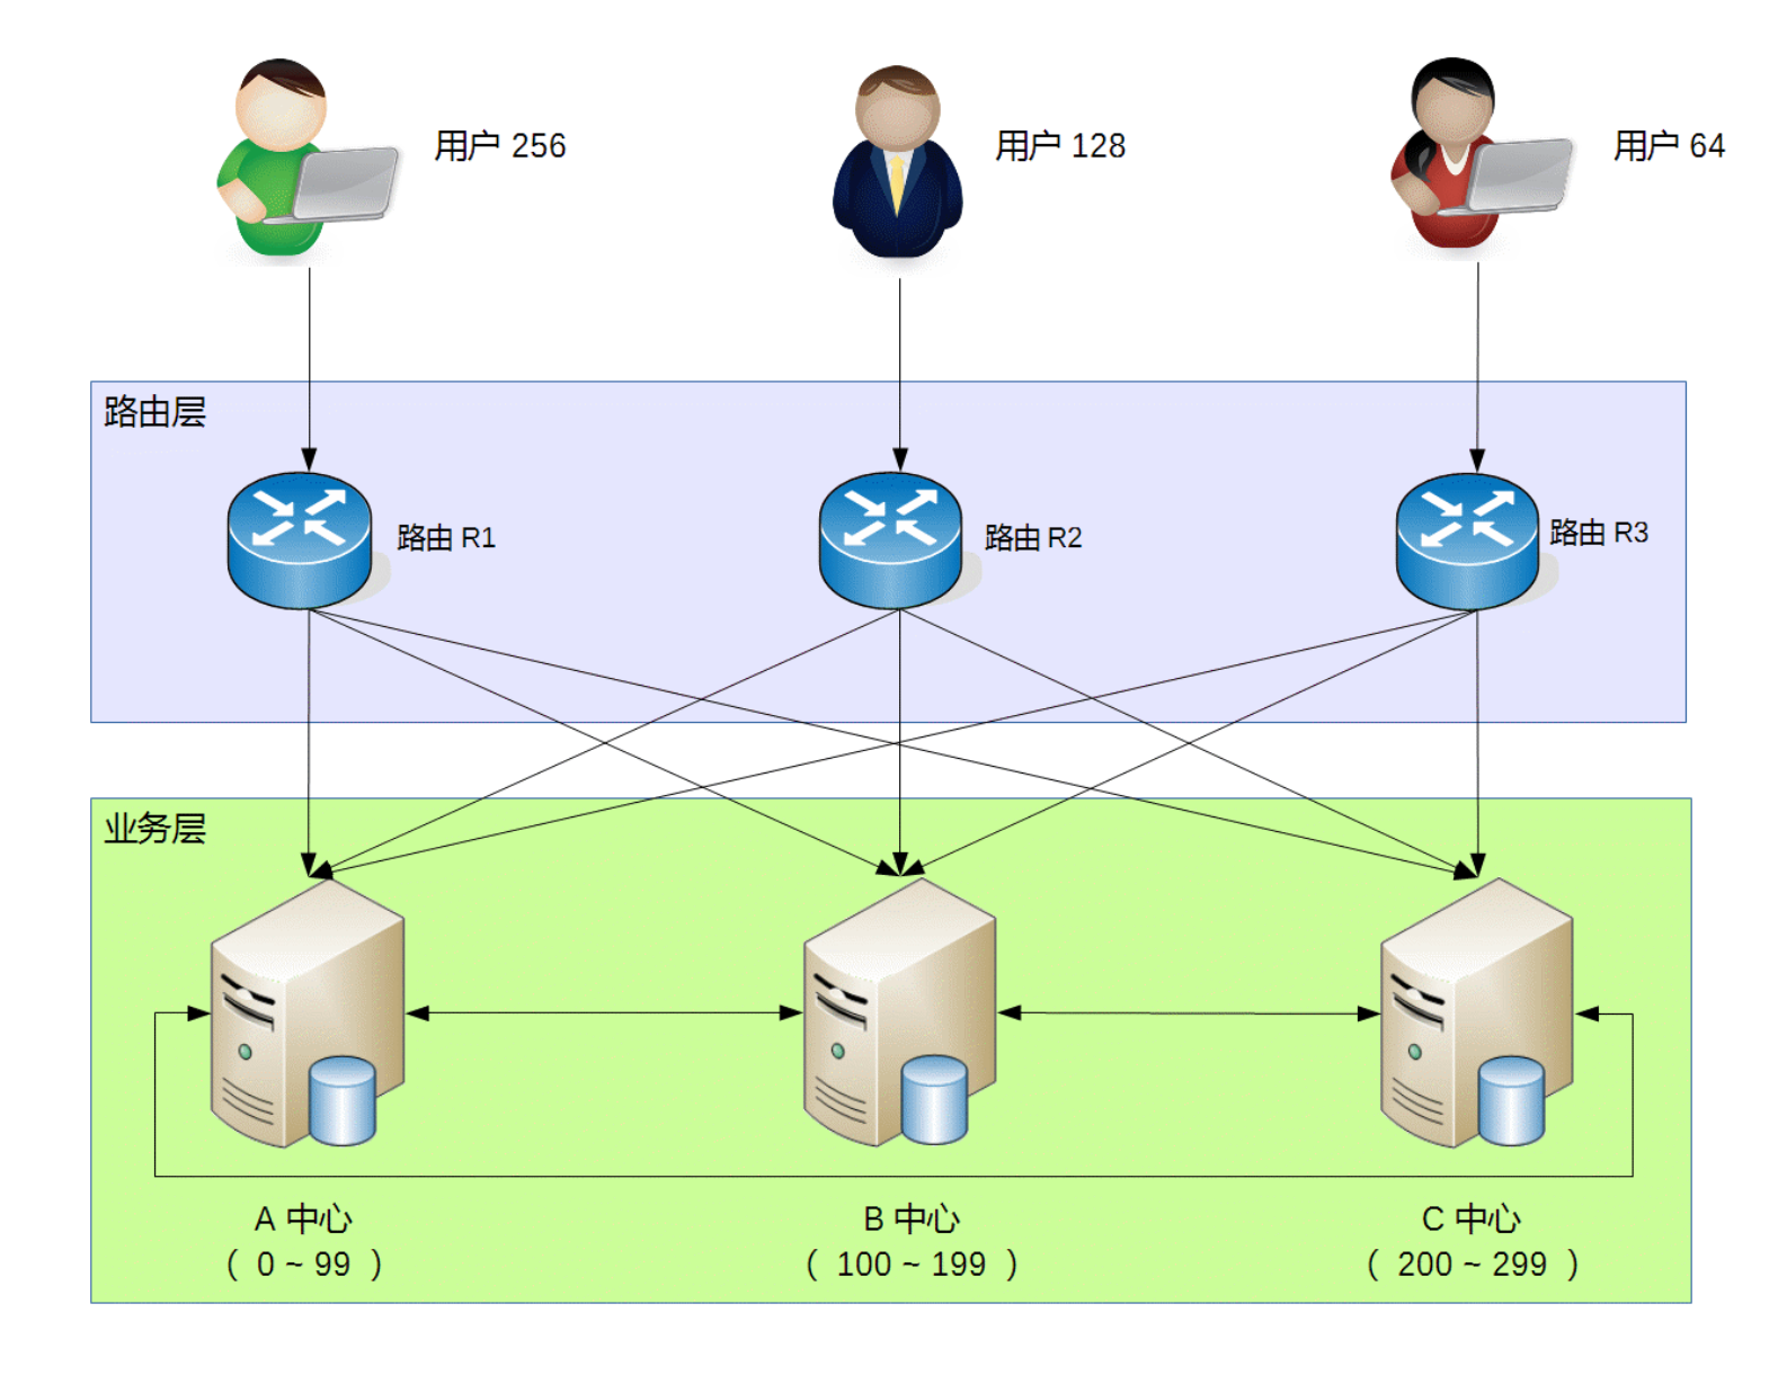 用户 256
用户 128
用户 64
路由层
路由 R1
路由 R2
路由 R3
业务层
A 中心
( 0 ~ 99 )
B 中心
( 100 ~ 199 )
C 中心
( 200 ~ 299 )